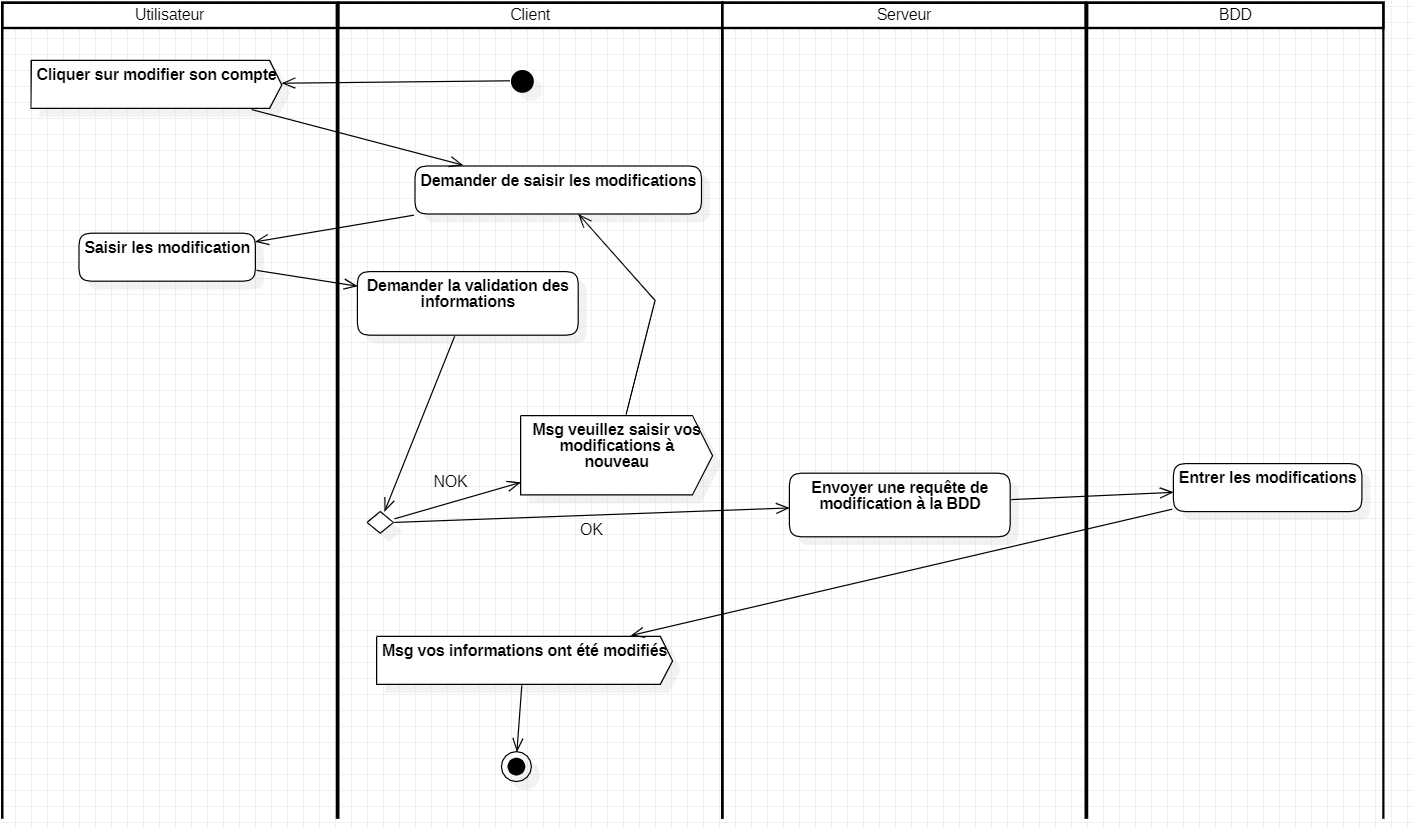 Utilisateur
Client
Serveur
BDD
Cliquer sur modifier son compte
Demander de saisir les modifications
Saisir les modification
Demander la validation des
informations
Msg veuillez saisir vos
modifications à
nouveau
NOK
OK
Envoyer une requête de
modification à la BDD
Entrer les modifications
Msg vos informations ont été modifiés